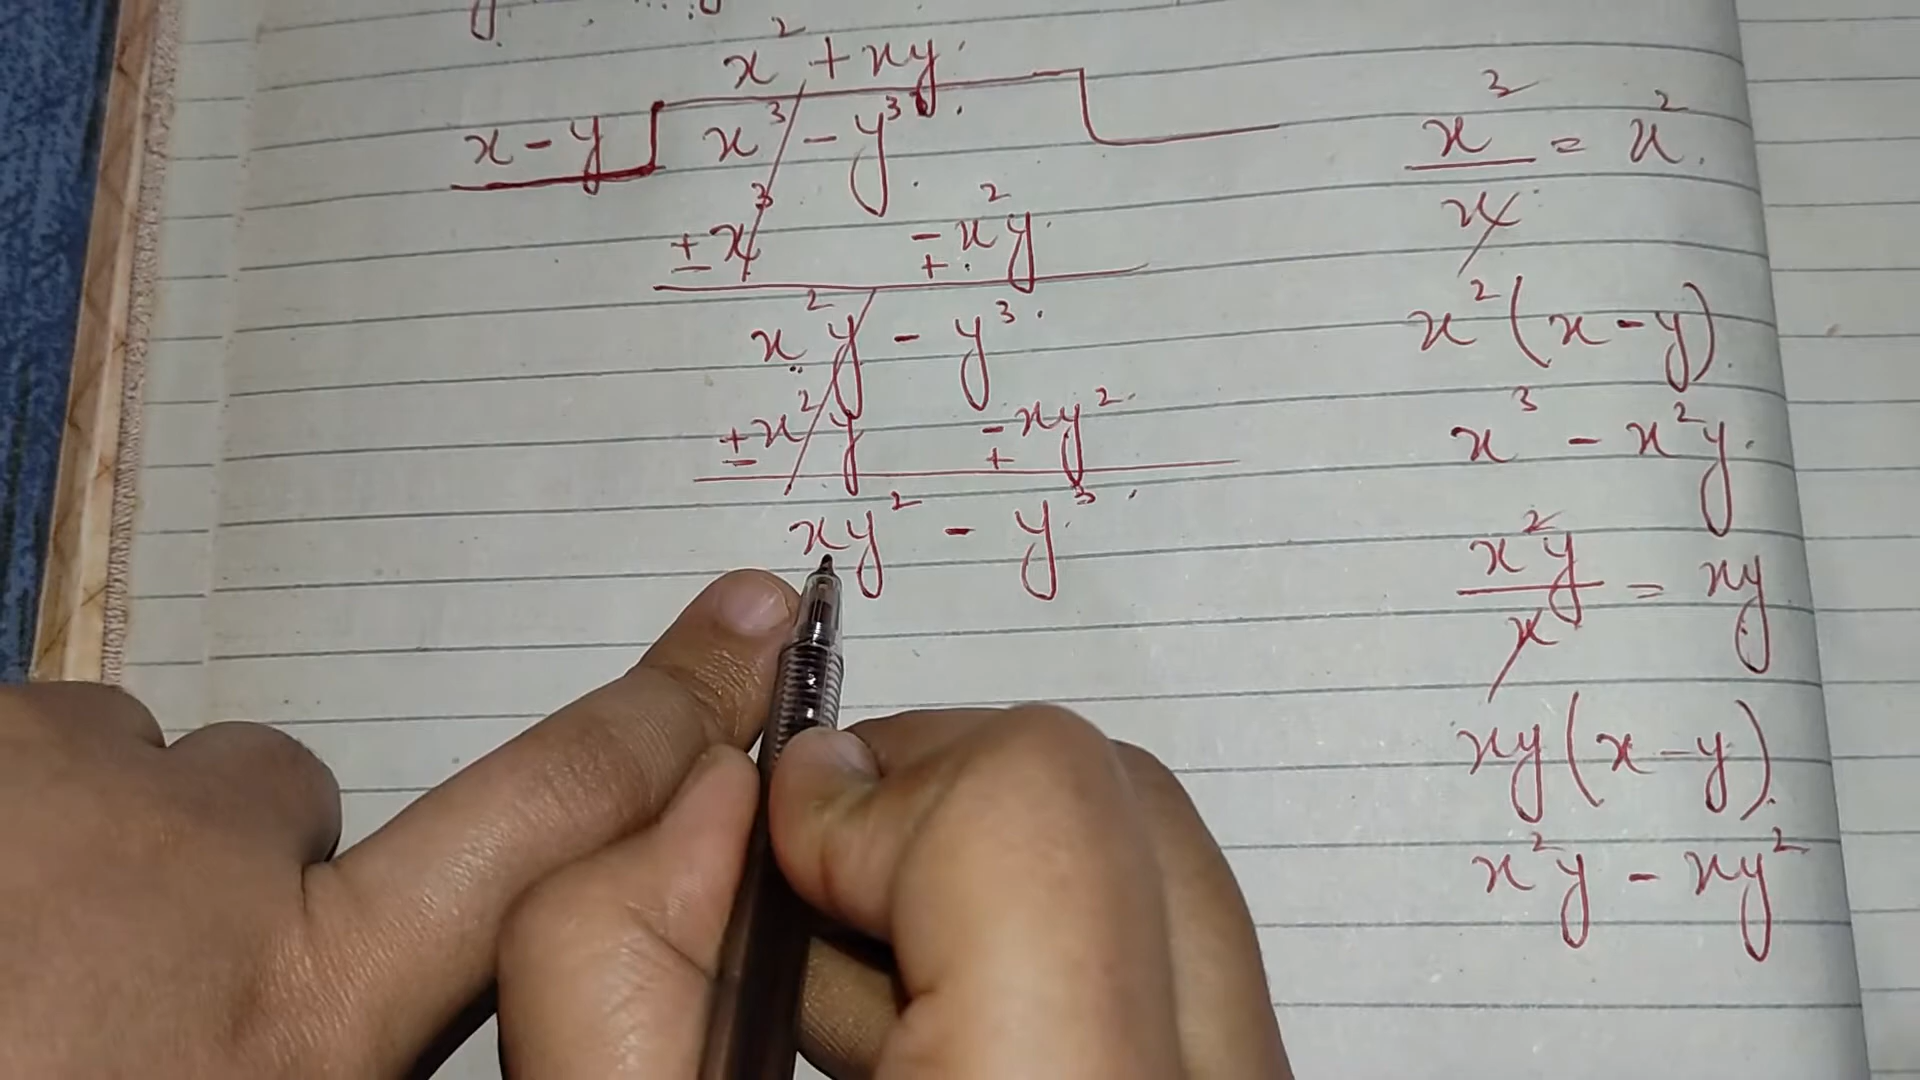 x² + xy.
x - y x³ - y³.
± x³ - x²y.
+
x²y - y³.
± x²y - xy².
+
xy² - y³.
x³/x = x².
x²(x - y).
x³ - x²y.
x²y/x = xy
xy(x - y).
x²y - xy²